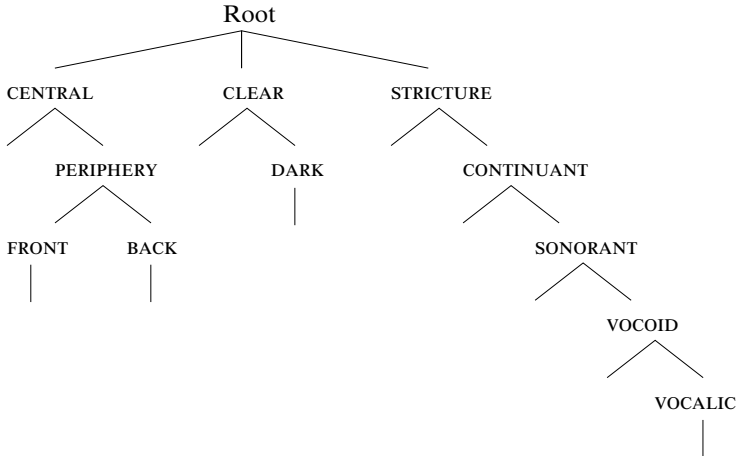 Root
CENTRAL CLEAR STRICTURE
PERIPHERY DARK CONTINUANT
FRONT BACK SONORANT
VOCOID
VOCALIC